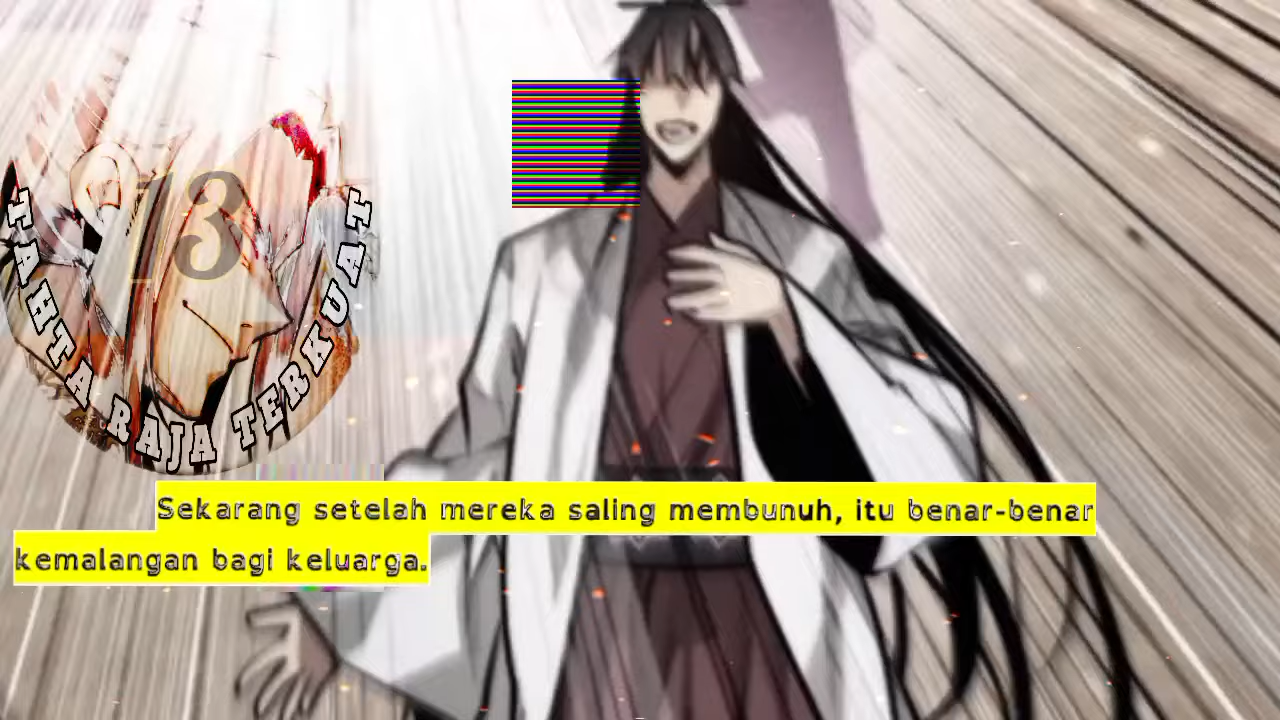 13
TAHTA RAJA TERKUAT
Sekarang setelah mereka saling membunuh, itu benar-benar
kemalangan bagi keluarga.